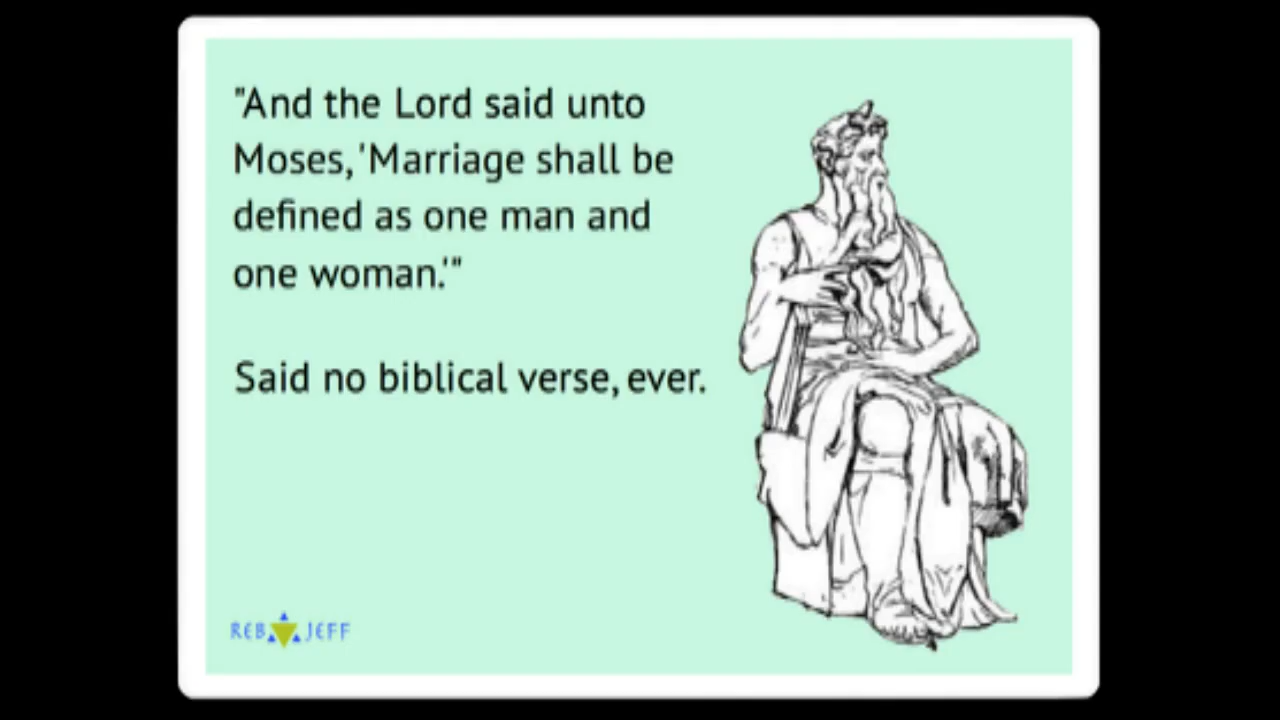 "And the Lord said unto
Moses, 'Marriage shall be
defined as one man and
one woman.'"
Said no biblical verse, ever.
REB JEFF